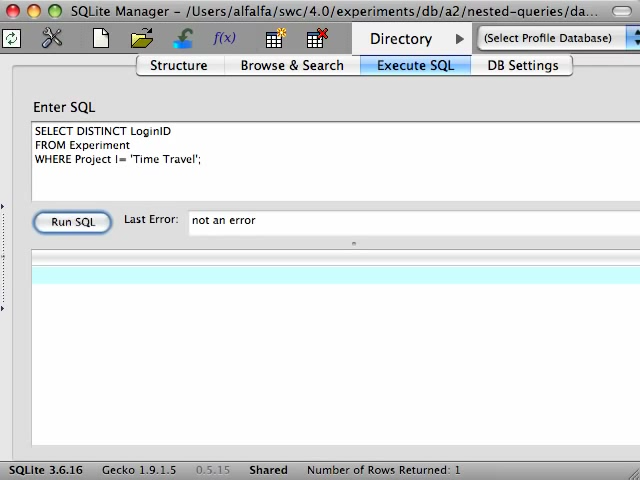 SQLite Manager - /Users/alfalfa/swc/4.0/experiments/db/a2/nested-queries/da...
f(x) Directory (Select Profile Database)
Structure Browse & Search Execute SQL DB Settings
Enter SQL
SELECT DISTINCT LoginID
FROM Experiment
WHERE Project != 'Time Travel';
Run SQL Last Error: not an error
SQLite 3.6.16 Gecko 1.9.1.5 0.5.15 Shared Number of Rows Returned: 1